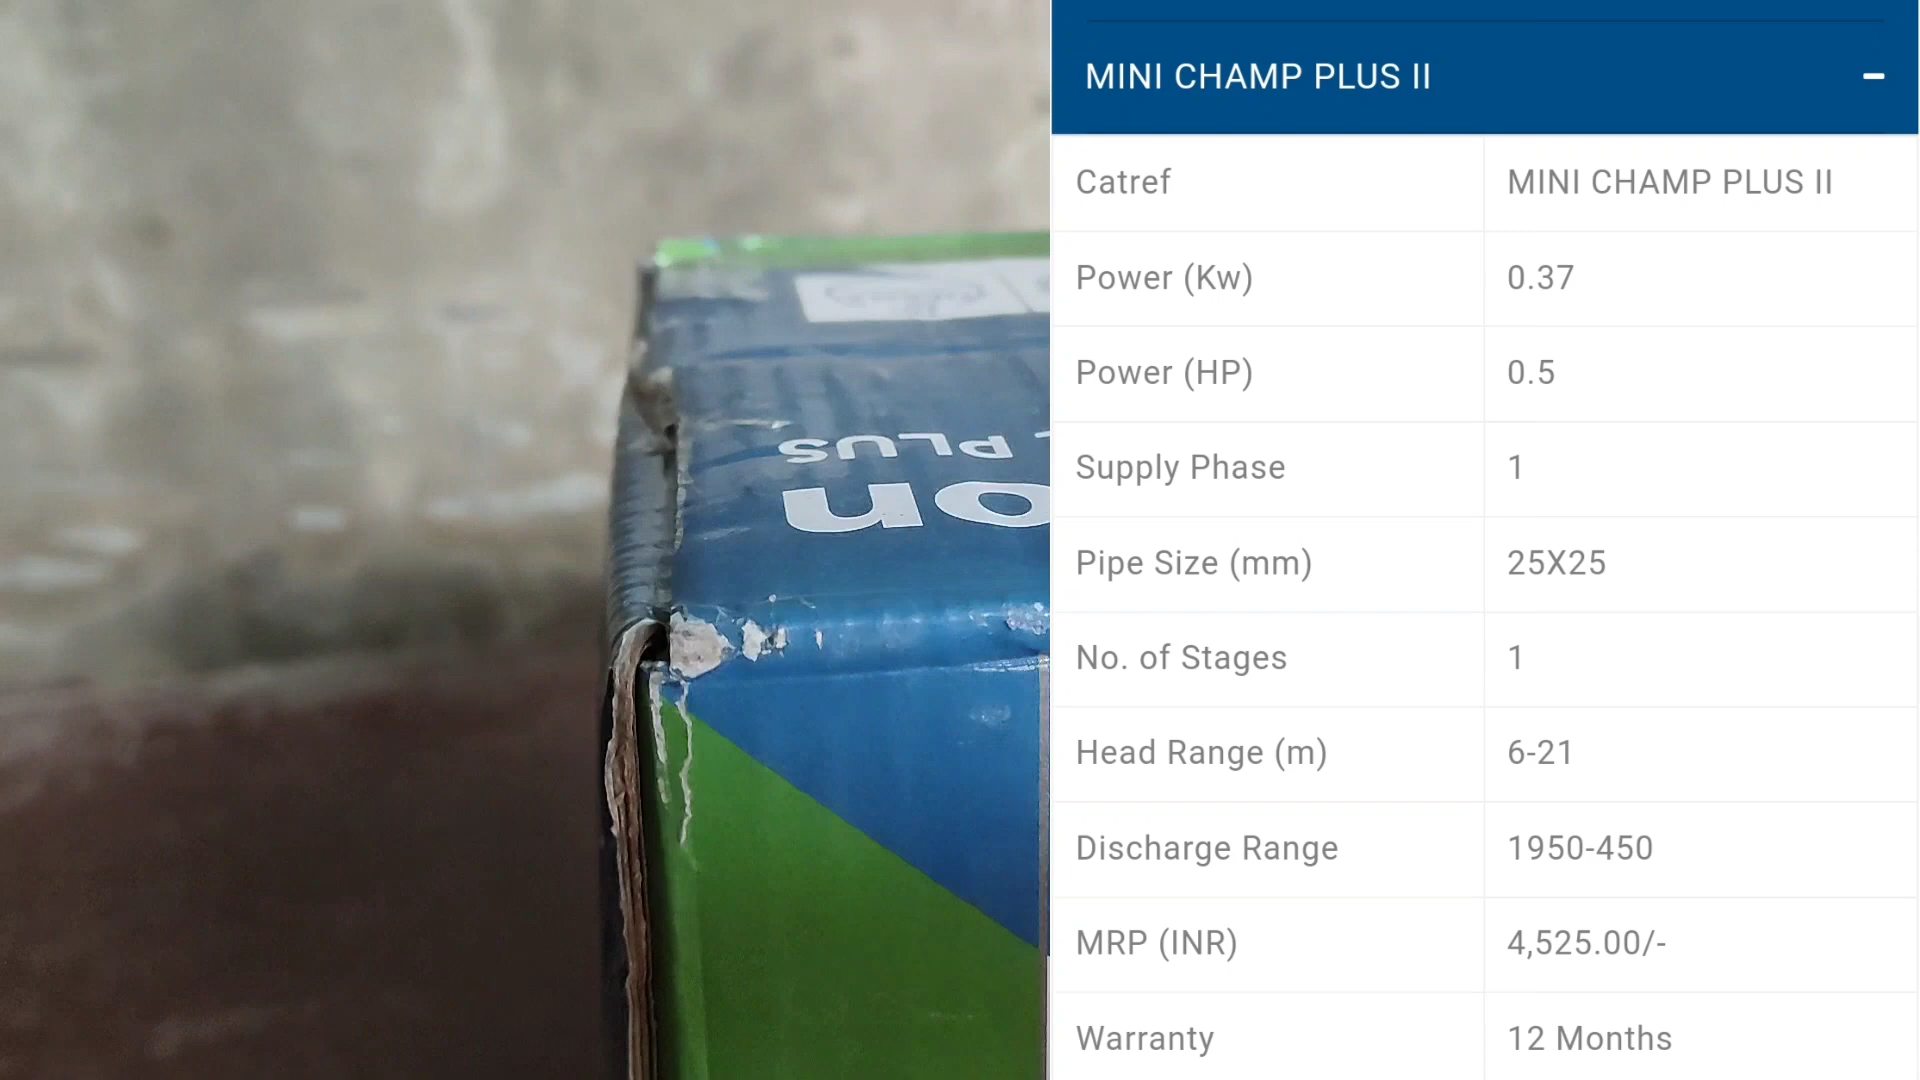 PLUS
on
MINI CHAMP PLUS II
Catref MINI CHAMP PLUS II
Power (Kw) 0.37
Power (HP) 0.5
Supply Phase 1
Pipe Size (mm) 25X25
No. of Stages 1
Head Range (m) 6-21
Discharge Range 1950-450
MRP (INR) 4,525.00/-
Warranty 12 Months